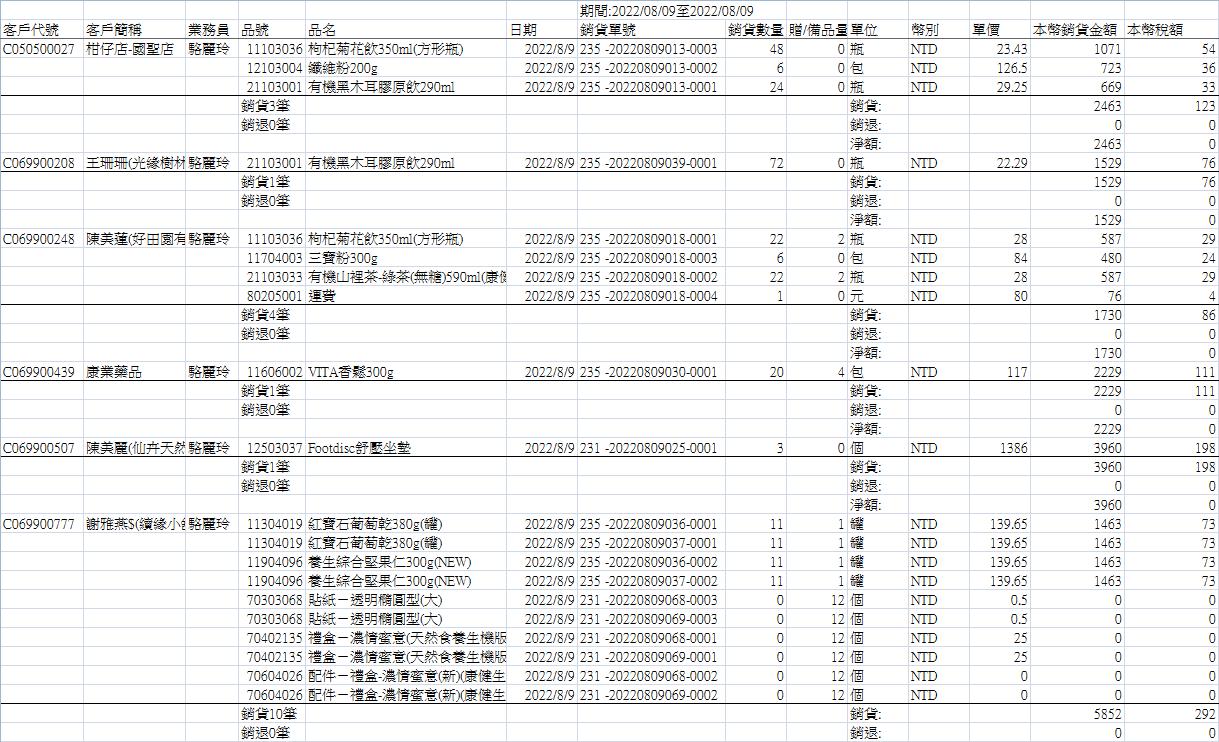 期間:2022/08/09至2022/08/09
客戶代號 客戶簡稱 業務員 品號 品名 日期 銷貨單號 銷貨數量 贈/備品量 單位 幣別 單價 本幣銷貨金額 本幣稅額
C050500027 柑仔店-國聖店 駱麗玲 11103036 枸杞菊花飲350ml(方形瓶) 2022/8/9 235 -20220809013-0003 48 0 瓶 NTD 23.43 1071 54
12103004 纖維粉200g 2022/8/9 235 -20220809013-0002 6 0 包 NTD 126.5 723 36
21103001 有機黑木耳膠原飲290ml 2022/8/9 235 -20220809013-0001 24 0 瓶 NTD 29.25 669 33
銷貨3筆 銷貨: 2463 123
銷退0筆 銷退: 0 0
淨額: 2463 0
C069900208 王珊珊(光緣樹林 駱麗玲 21103001 有機黑木耳膠原飲290ml 2022/8/9 235 -20220809039-0001 72 0 瓶 NTD 22.29 1529 76
銷貨1筆 銷貨: 1529 76
銷退0筆 銷退: 0 0
淨額: 1529 0
C069900248 陳美蓮(好田園有 駱麗玲 11103036 枸杞菊花飲350ml(方形瓶) 2022/8/9 235 -20220809018-0001 22 2 瓶 NTD 28 587 29
11704003 三寶粉300g 2022/8/9 235 -20220809018-0003 6 0 包 NTD 84 480 24
21103033 有機山裡茶-綠茶(無糖)590ml(康健 2022/8/9 235 -20220809018-0002 22 2 瓶 NTD 28 587 29
80205001 運費 2022/8/9 235 -20220809018-0004 1 0 元 NTD 80 76 4
銷貨4筆 銷貨: 1730 86
銷退0筆 銷退: 0 0
淨額: 1730 0
C069900439 康業藥品 駱麗玲 11606002 VITA香鬆300g 2022/8/9 235 -20220809030-0001 20 4 包 NTD 117 2229 111
銷貨1筆 銷貨: 2229 111
銷退0筆 銷退: 0 0
淨額: 2229 0
C069900507 陳美麗(仙卉天然 駱麗玲 12503037 Footdisc舒壓坐墊 2022/8/9 231 -20220809025-0001 3 0 個 NTD 1386 3960 198
銷貨1筆 銷貨: 3960 198
銷退0筆 銷退: 0 0
淨額: 3960 0
C069900777 謝雅燕$(續緣小 駱麗玲 11304019 紅寶石葡萄乾380g(罐) 2022/8/9 235 -20220809036-0001 11 1 罐 NTD 139.65 1463 73
11304019 紅寶石葡萄乾380g(罐) 2022/8/9 235 -20220809037-0001 11 1 罐 NTD 139.65 1463 73
11904096 養生綜合堅果仁300g(NEW) 2022/8/9 235 -20220809036-0002 11 1 罐 NTD 139.65 1463 73
11904096 養生綜合堅果仁300g(NEW) 2022/8/9 235 -20220809037-0002 11 1 罐 NTD 139.65 1463 73
70303068 貼紙－透明橢圓型(大) 2022/8/9 231 -20220809068-0003 0 12 個 NTD 0.5 0 0
70303068 貼紙－透明橢圓型(大) 2022/8/9 231 -20220809069-0003 0 12 個 NTD 0.5 0 0
70402135 禮盒－濃情蜜意(天然食養生機版 2022/8/9 231 -20220809068-0001 0 12 個 NTD 25 0 0
70402135 禮盒－濃情蜜意(天然食養生機版 2022/8/9 231 -20220809069-0001 0 12 個 NTD 25 0 0
70604026 配件－禮盒-濃情蜜意(新)(康健生 2022/8/9 231 -20220809068-0002 0 12 個 NTD 0 0 0
70604026 配件－禮盒-濃情蜜意(新)(康健生 2022/8/9 231 -20220809069-0002 0 12 個 NTD 0 0 0
銷貨10筆 銷貨: 5852 292
銷退0筆 銷退: 0 0